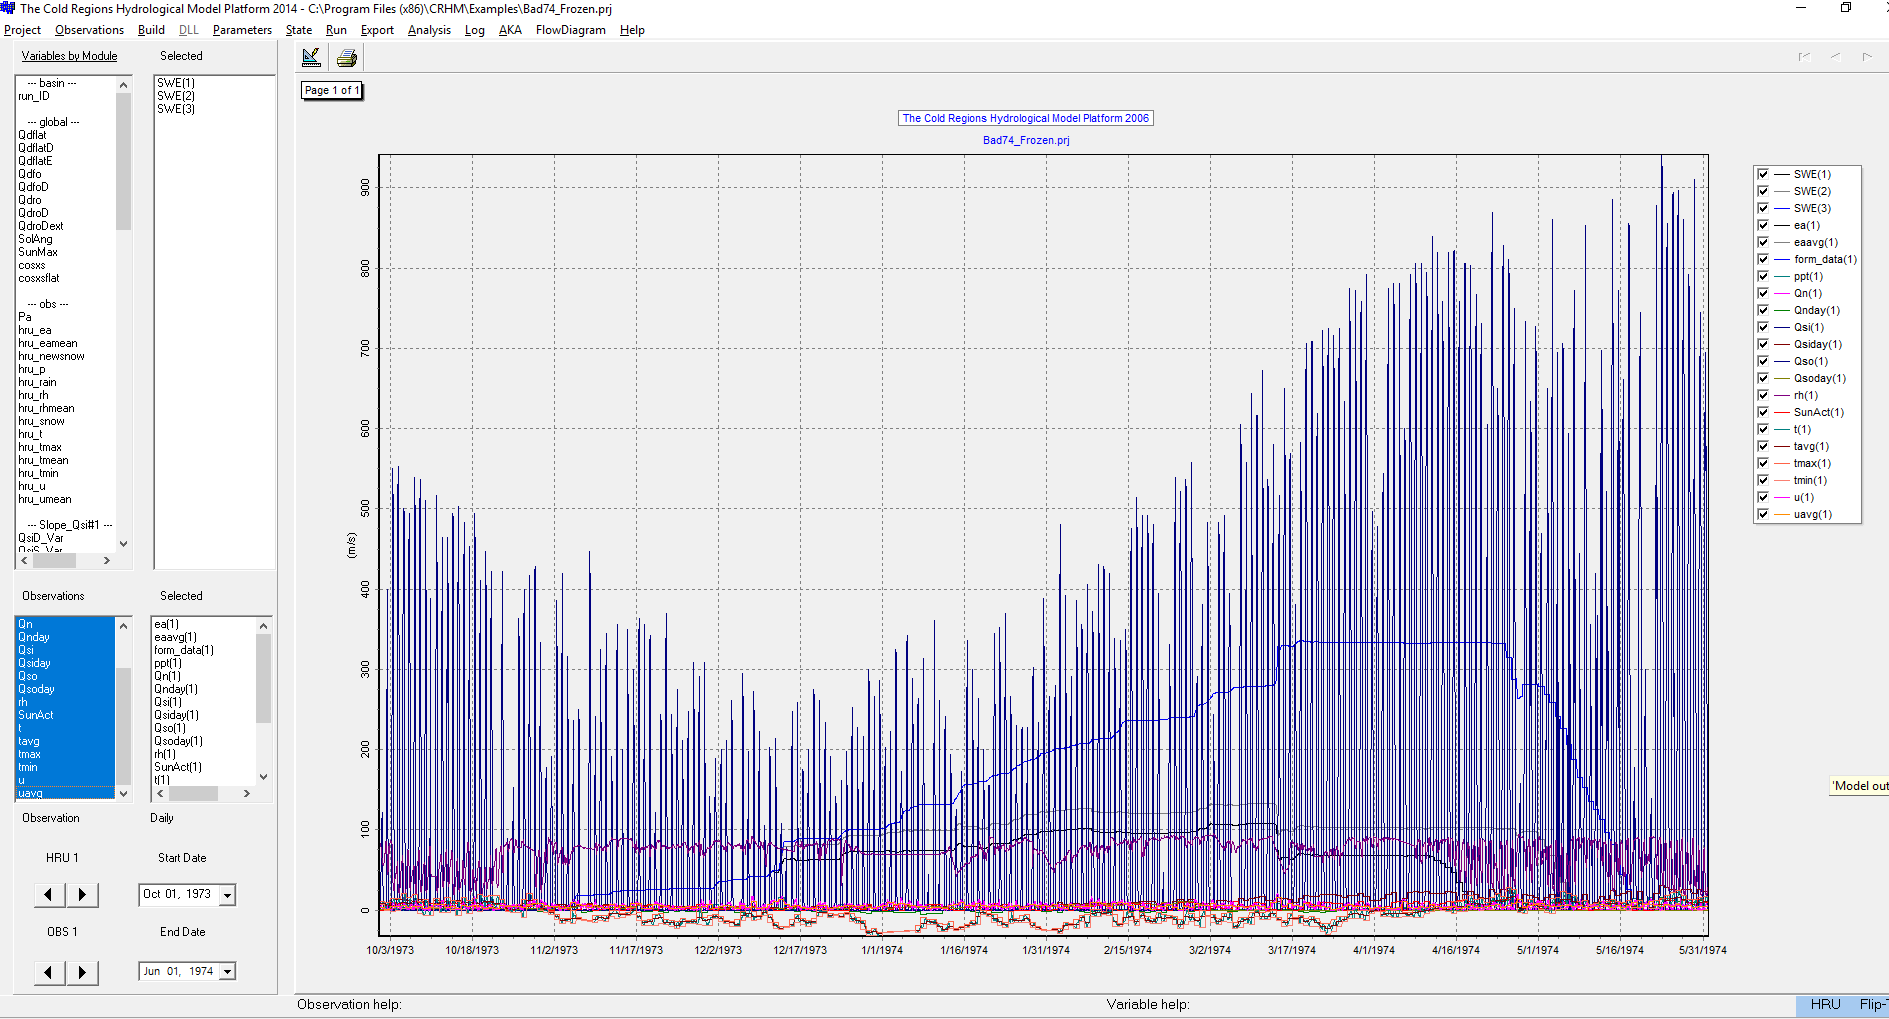 The Cold Regions Hydrological Model Platform 2014 - C:\Program Files (x86)\CRHM\Examples\Bad74_Frozen.prj
Project Observations Build DLL Parameters State Run Export Analysis Log AKA FlowDiagram Help
Variables by Module
--- basin ---
run_ID
--- global ---
Qdflat
QdflatD
QdflatE
Qdfo
QdfoD
Qdro
QdroD
QdroDext
SolAng
SunMax
cosxs
cosxsflat
--- obs ---
Pa
hru_ea
hru_eamean
hru_newsnow
hru_p
hru_rain
hru_rh
hru_rhmean
hru_snow
hru_t
hru_tmax
hru_tmean
hru_tmin
hru_u
hru_umean
--- Slope_Qsi#1 ---
QsiD_Var
QsiS_Var
Selected
SWE(1)
SWE(2)
SWE(3)
Observations
Qn
Qnday
Qsi
Qsiday
Qso
Qsoday
rh
SunAct
t
tavg
tmax
tmin
u
uavg
Selected
ea(1)
eaavg(1)
form_data(1)
ppt(1)
Qn(1)
Qnday(1)
Qsi(1)
Qsiday(1)
Qso(1)
Qsoday(1)
rh(1)
SunAct(1)
t(1)
Observation
Daily
HRU 1
Start Date
Oct 01, 1973
OBS 1
End Date
Jun 01, 1974
Page 1 of 1
The Cold Regions Hydrological Model Platform 2006
Bad74_Frozen.prj
900
800
700
600
500
400
300
200
100
0
(m/s)
10/3/1973 10/18/1973 11/2/1973 11/17/1973 12/2/1973 12/17/1973 1/1/1974 1/16/1974 1/31/1974 2/15/1974 3/2/1974 3/17/1974 4/1/1974 4/16/1974 5/1/1974 5/16/1974 5/31/1974
SWE(1)
SWE(2)
SWE(3)
ea(1)
eaavg(1)
form_data(1)
ppt(1)
Qn(1)
Qnday(1)
Qsi(1)
Qsiday(1)
Qso(1)
Qsoday(1)
rh(1)
SunAct(1)
t(1)
tavg(1)
tmax(1)
tmin(1)
u(1)
uavg(1)
'Model out
Observation help:
Variable help:
HRU
Flip-